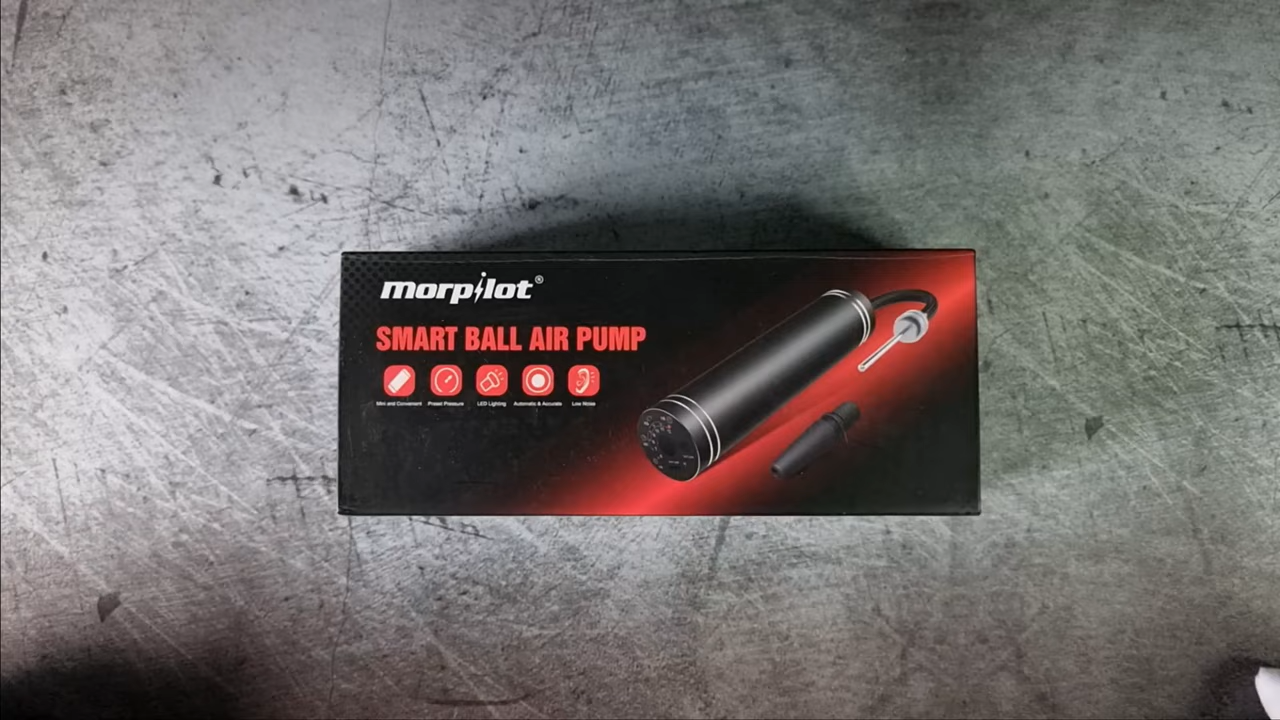 morpilot®
SMART BALL AIR PUMP
Mini and Convenient Preset Pressure LED Lighting Automatic & Accurate Low Noise